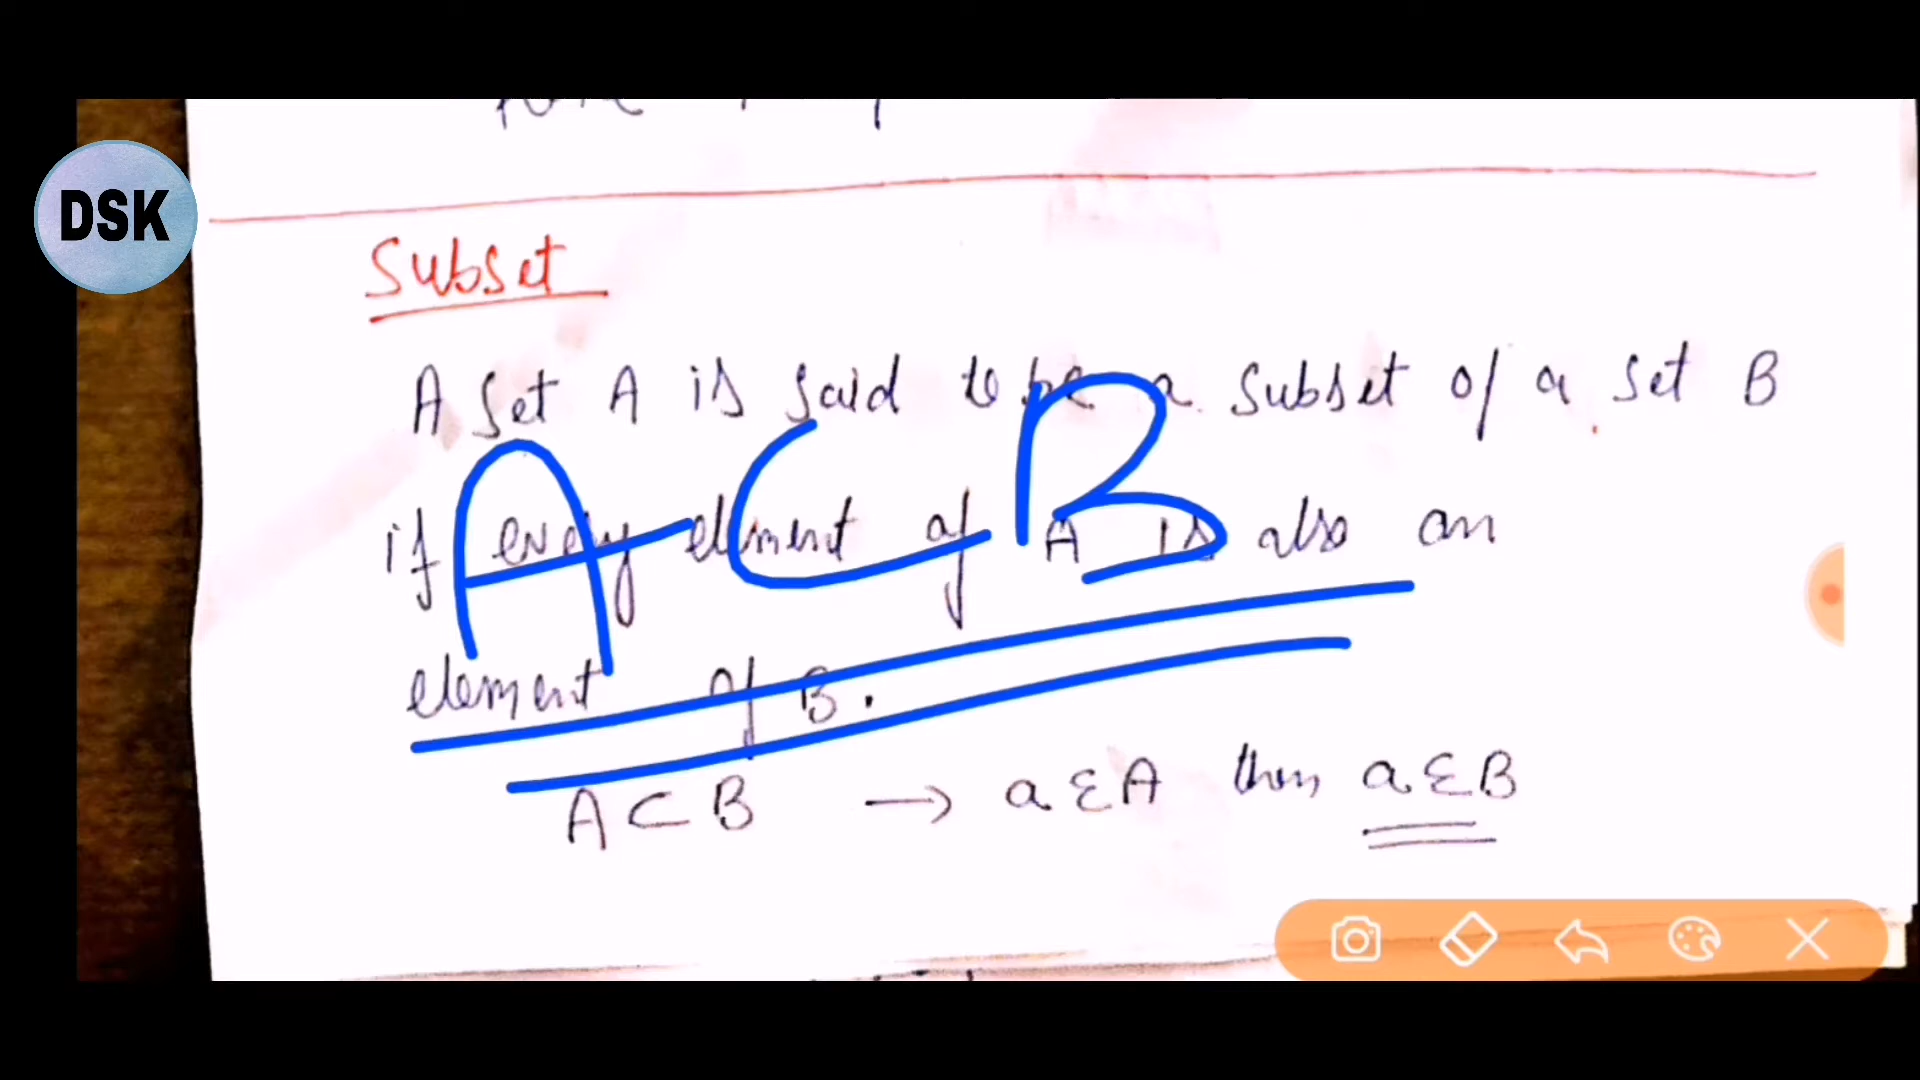 DSK
Subset
A set A is said to be a subset of a set B
if every element of A is also an
element of B.
A ⊂ B
A ⊂ B → a ∈ A then a ∈ B